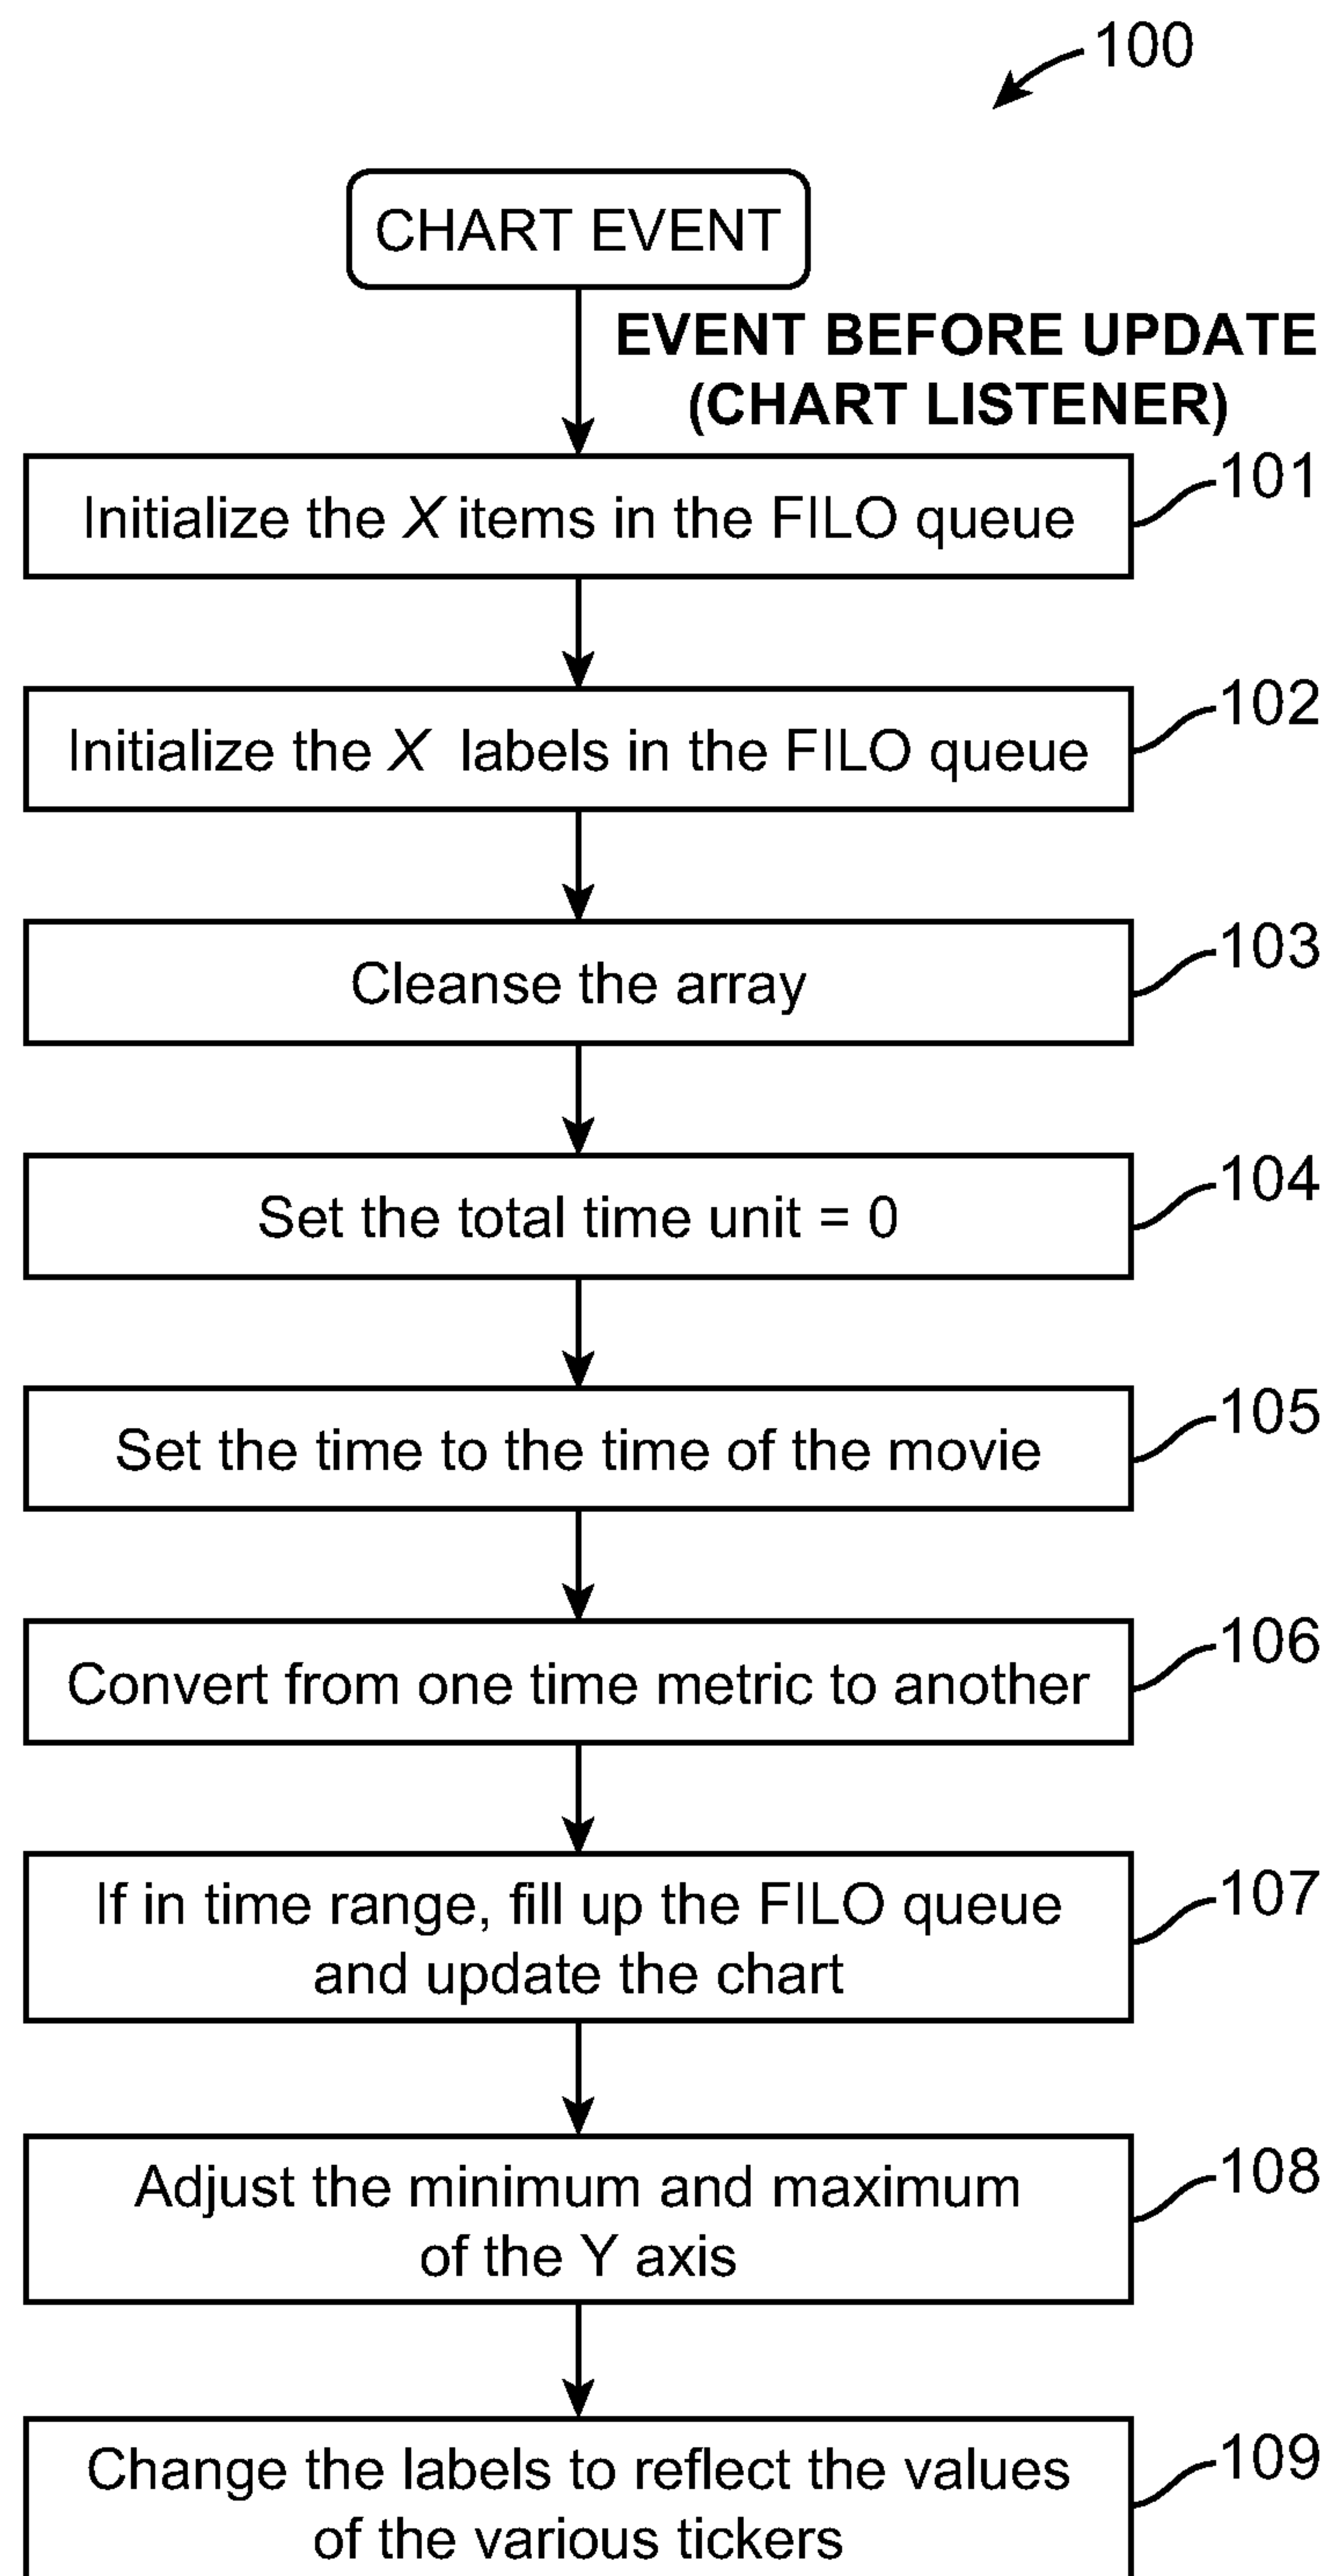 100
CHART EVENT
EVENT BEFORE UPDATE
(CHART LISTENER)
101
Initialize the X items in the FILO queue
102
Initialize the X labels in the FILO queue
103
Cleanse the array
104
Set the total time unit = 0
105
Set the time to the time of the movie
106
Convert from one time metric to another
107
If in time range, fill up the FILO queue
and update the chart
108
Adjust the minimum and maximum
of the Y axis
109
Change the labels to reflect the values
of the various tickers